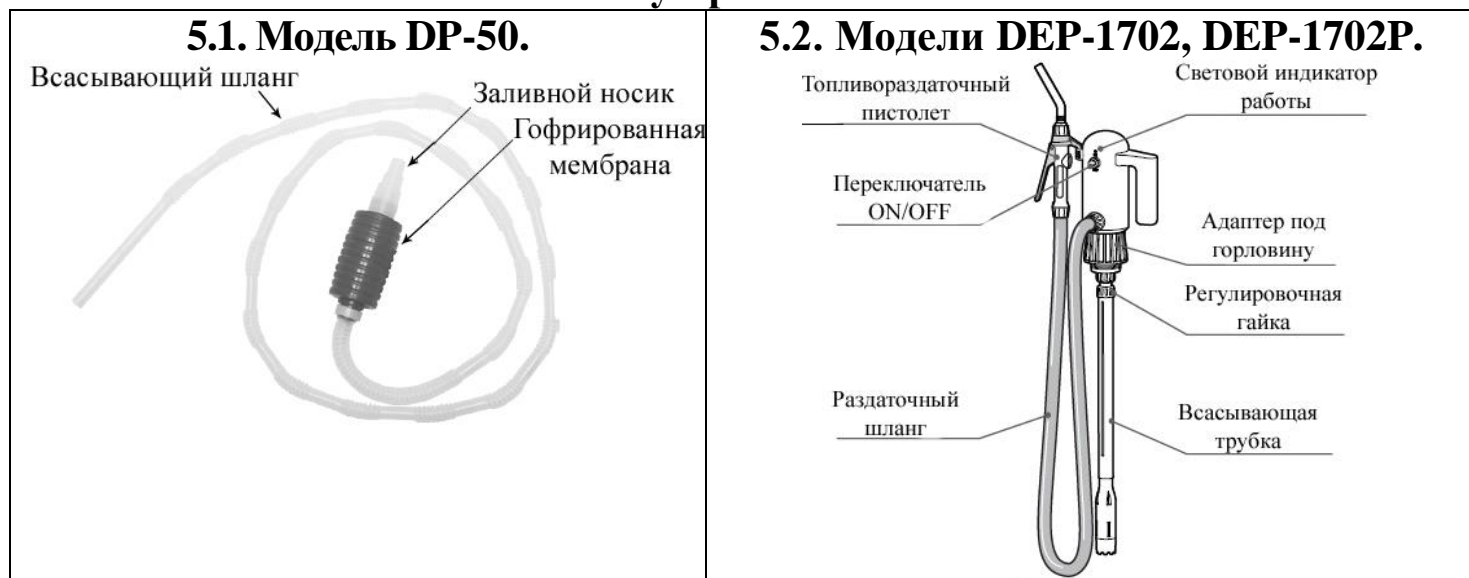 5.1. Модель DP-50.
Всасывающий шланг
Заливной носик
Гофрированная
мембрана
5.2. Модели DEP-1702, DEP-1702P.
Топливораздаточный
пистолет
Световой индикатор
работы
Переключатель
ON/OFF
Адаптер под
горловину
Регулировочная
гайка
Раздаточный
шланг
Всасывающая
трубка